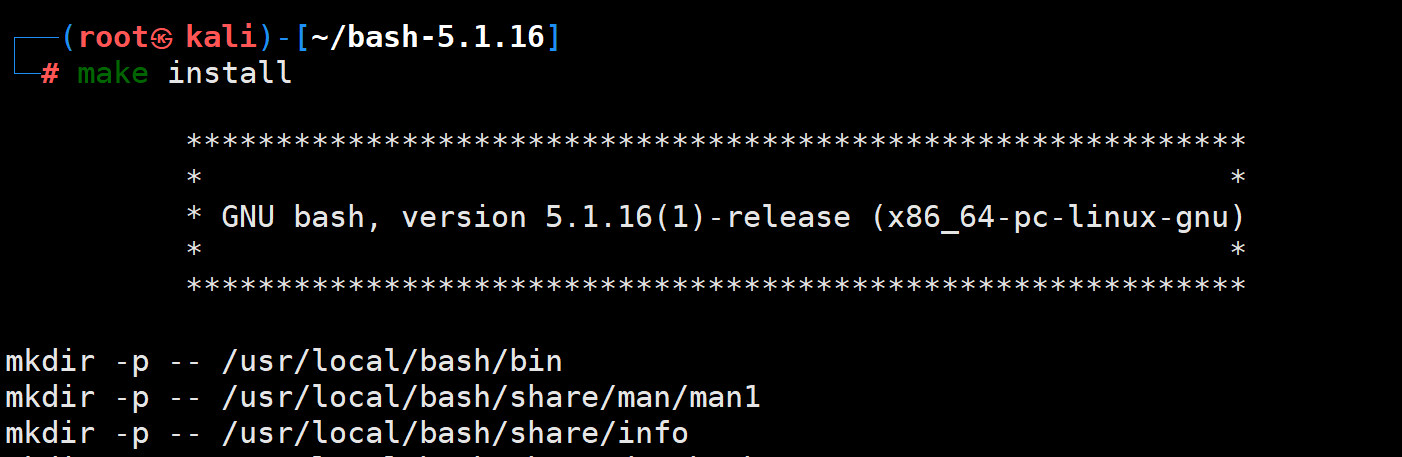 ┌──(root㉿kali)-[~/bash-5.1.16]
└─# make install
***********************************************************
* *
* GNU bash, version 5.1.16(1)-release (x86_64-pc-linux-gnu)
* *
***********************************************************
mkdir -p -- /usr/local/bash/bin
mkdir -p -- /usr/local/bash/share/man/man1
mkdir -p -- /usr/local/bash/share/info